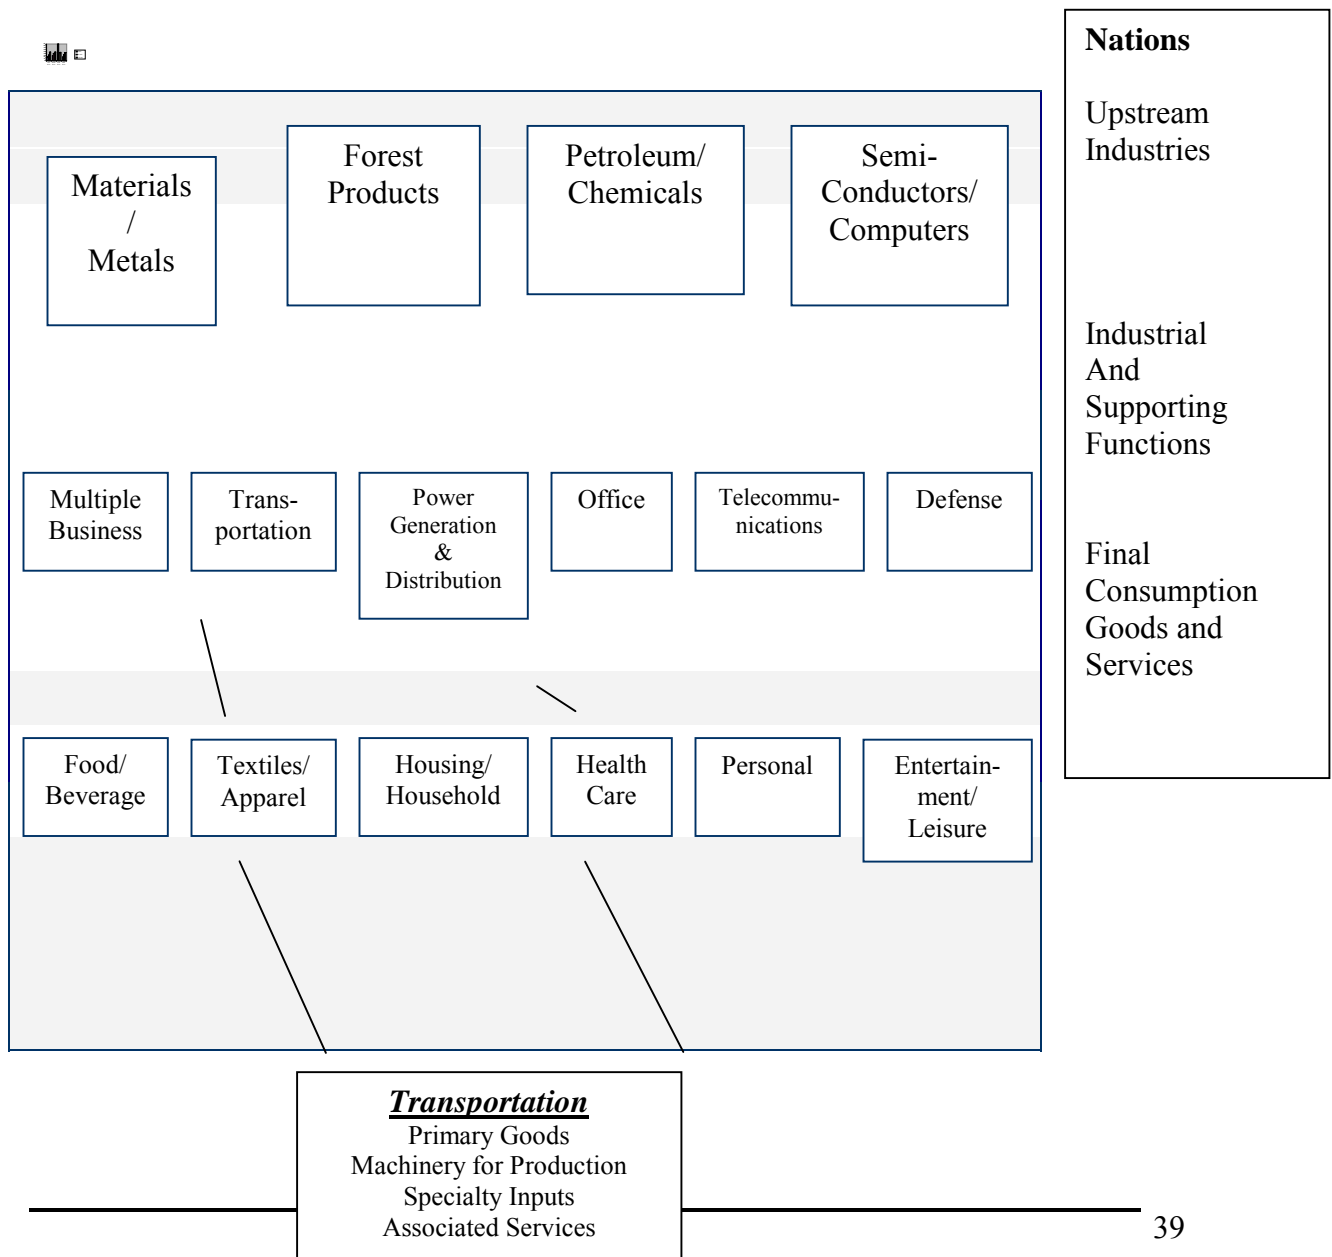 Nations
Upstream
Industries
Industrial
And
Supporting
Functions
Final
Consumption
Goods and
Services
Materials
/
Metals
Forest
Products
Petroleum/
Chemicals
Semi-
Conductors/
Computers
Multiple
Business
Trans-
portation
Power
Generation
&
Distribution
Office
Telecommu-
nications
Defense
Food/
Beverage
Textiles/
Apparel
Housing/
Household
Health
Care
Personal
Entertain-
ment/
Leisure
Transportation
Primary Goods
Machinery for Production
Specialty Inputs
Associated Services
39